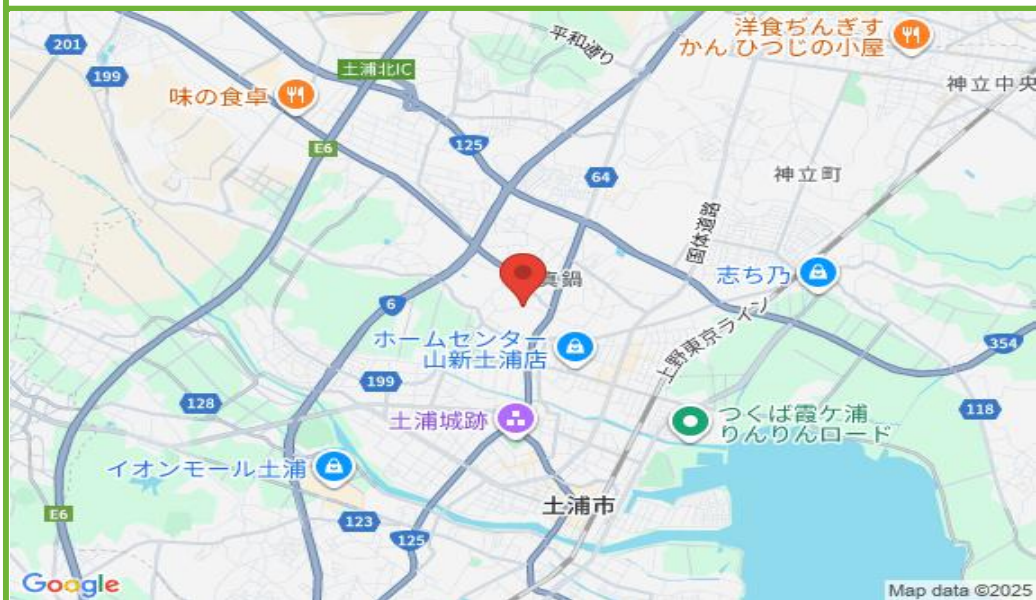 201
平和通り
洋食ぢんぎす
かん ひつじの小屋
199
土浦北IC
味の食卓
神立中央
E6
125
64
神立町
国体道路
真鍋
志ち乃
6
ホームセンター
山新土浦店
上野東京ライン
354
199
128
118
土浦城跡
つくば霞ケ浦
りんりんロード
イオンモール土浦
土浦市
E6
123
125
Google
Map data ©2025